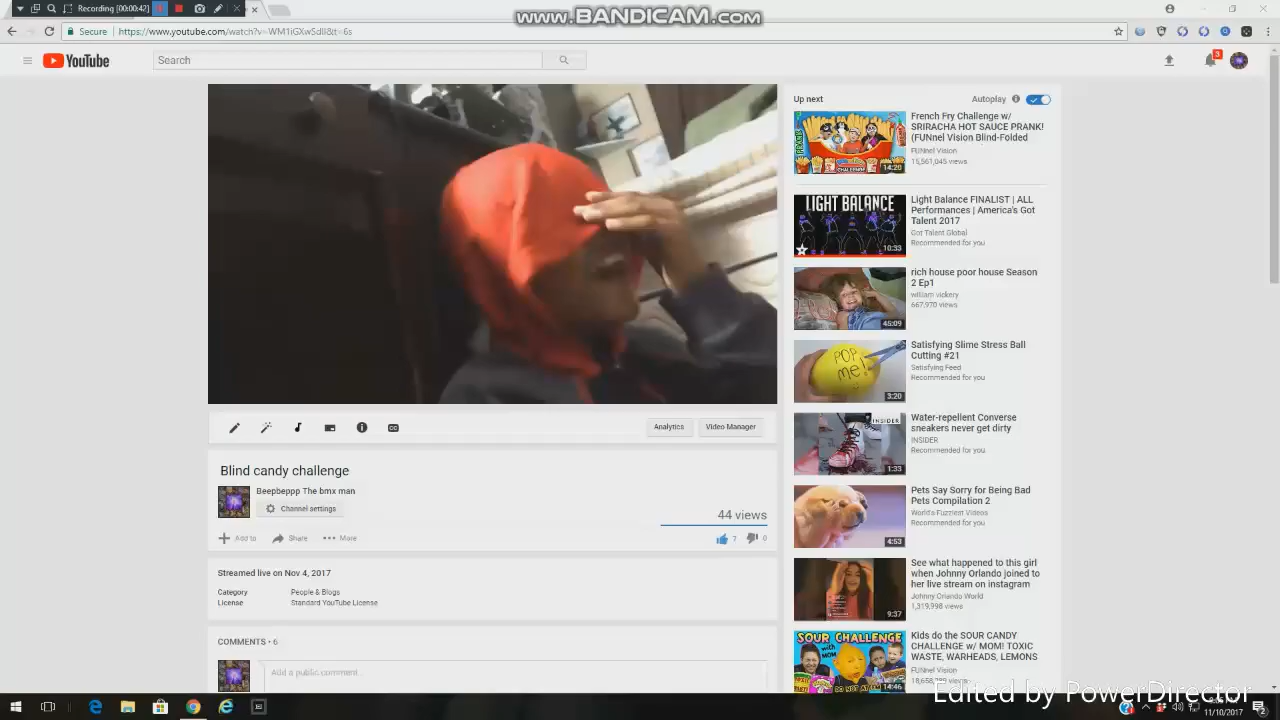 Recording [00:00:42]
www.BANDICAM.com
Secure
https://www.youtube.com/watch?v=WM1iGXwSdlI&t=6s
YouTube
Search
3
Up next
Autoplay
French Fry Challenge w/
SRIRACHA HOT SAUCE PRANK!
(FUNnel Vision Blind-Folded
FUNnel Vision
15,561,045 views
14:20
LIGHT BALANCE
Light Balance FINALIST | ALL
Performances | America's Got
Talent 2017
Got Talent Global
Recommended for you
10:33
rich house poor house Season
2 Ep1
william vickery
667,970 views
45:09
POP
me!
Satisfying Slime Stress Ball
Cutting #21
Satisfying Feed
Recommended for you
3:20
INSIDER
Water-repellent Converse
sneakers never get dirty
INSIDER
Recommended for you
1:33
Pets Say Sorry for Being Bad
Pets Compilation 2
World's Fuzziest Videos
Recommended for you
4:53
See what happened to this girl
when Johnny Orlando joined to
her live stream on instagram
Johnny Orlando World
1,319,998 views
9:37
SOUR CHALLENGE
with
MOM!
Kids do the SOUR CANDY
CHALLENGE w/ MOM! TOXIC
WASTE, WARHEADS, LEMONS
FUNnel Vision
14:46
Analytics
Video Manager
Blind candy challenge
Beepbeppp The bmx man
Channel settings
44 views
Add to
Share
More
7
0
Streamed live on Nov 4, 2017
Category
People & Blogs
License
Standard YouTube License
COMMENTS • 6
Add a public comment...
Edited by PowerDirector
11/10/2017
2